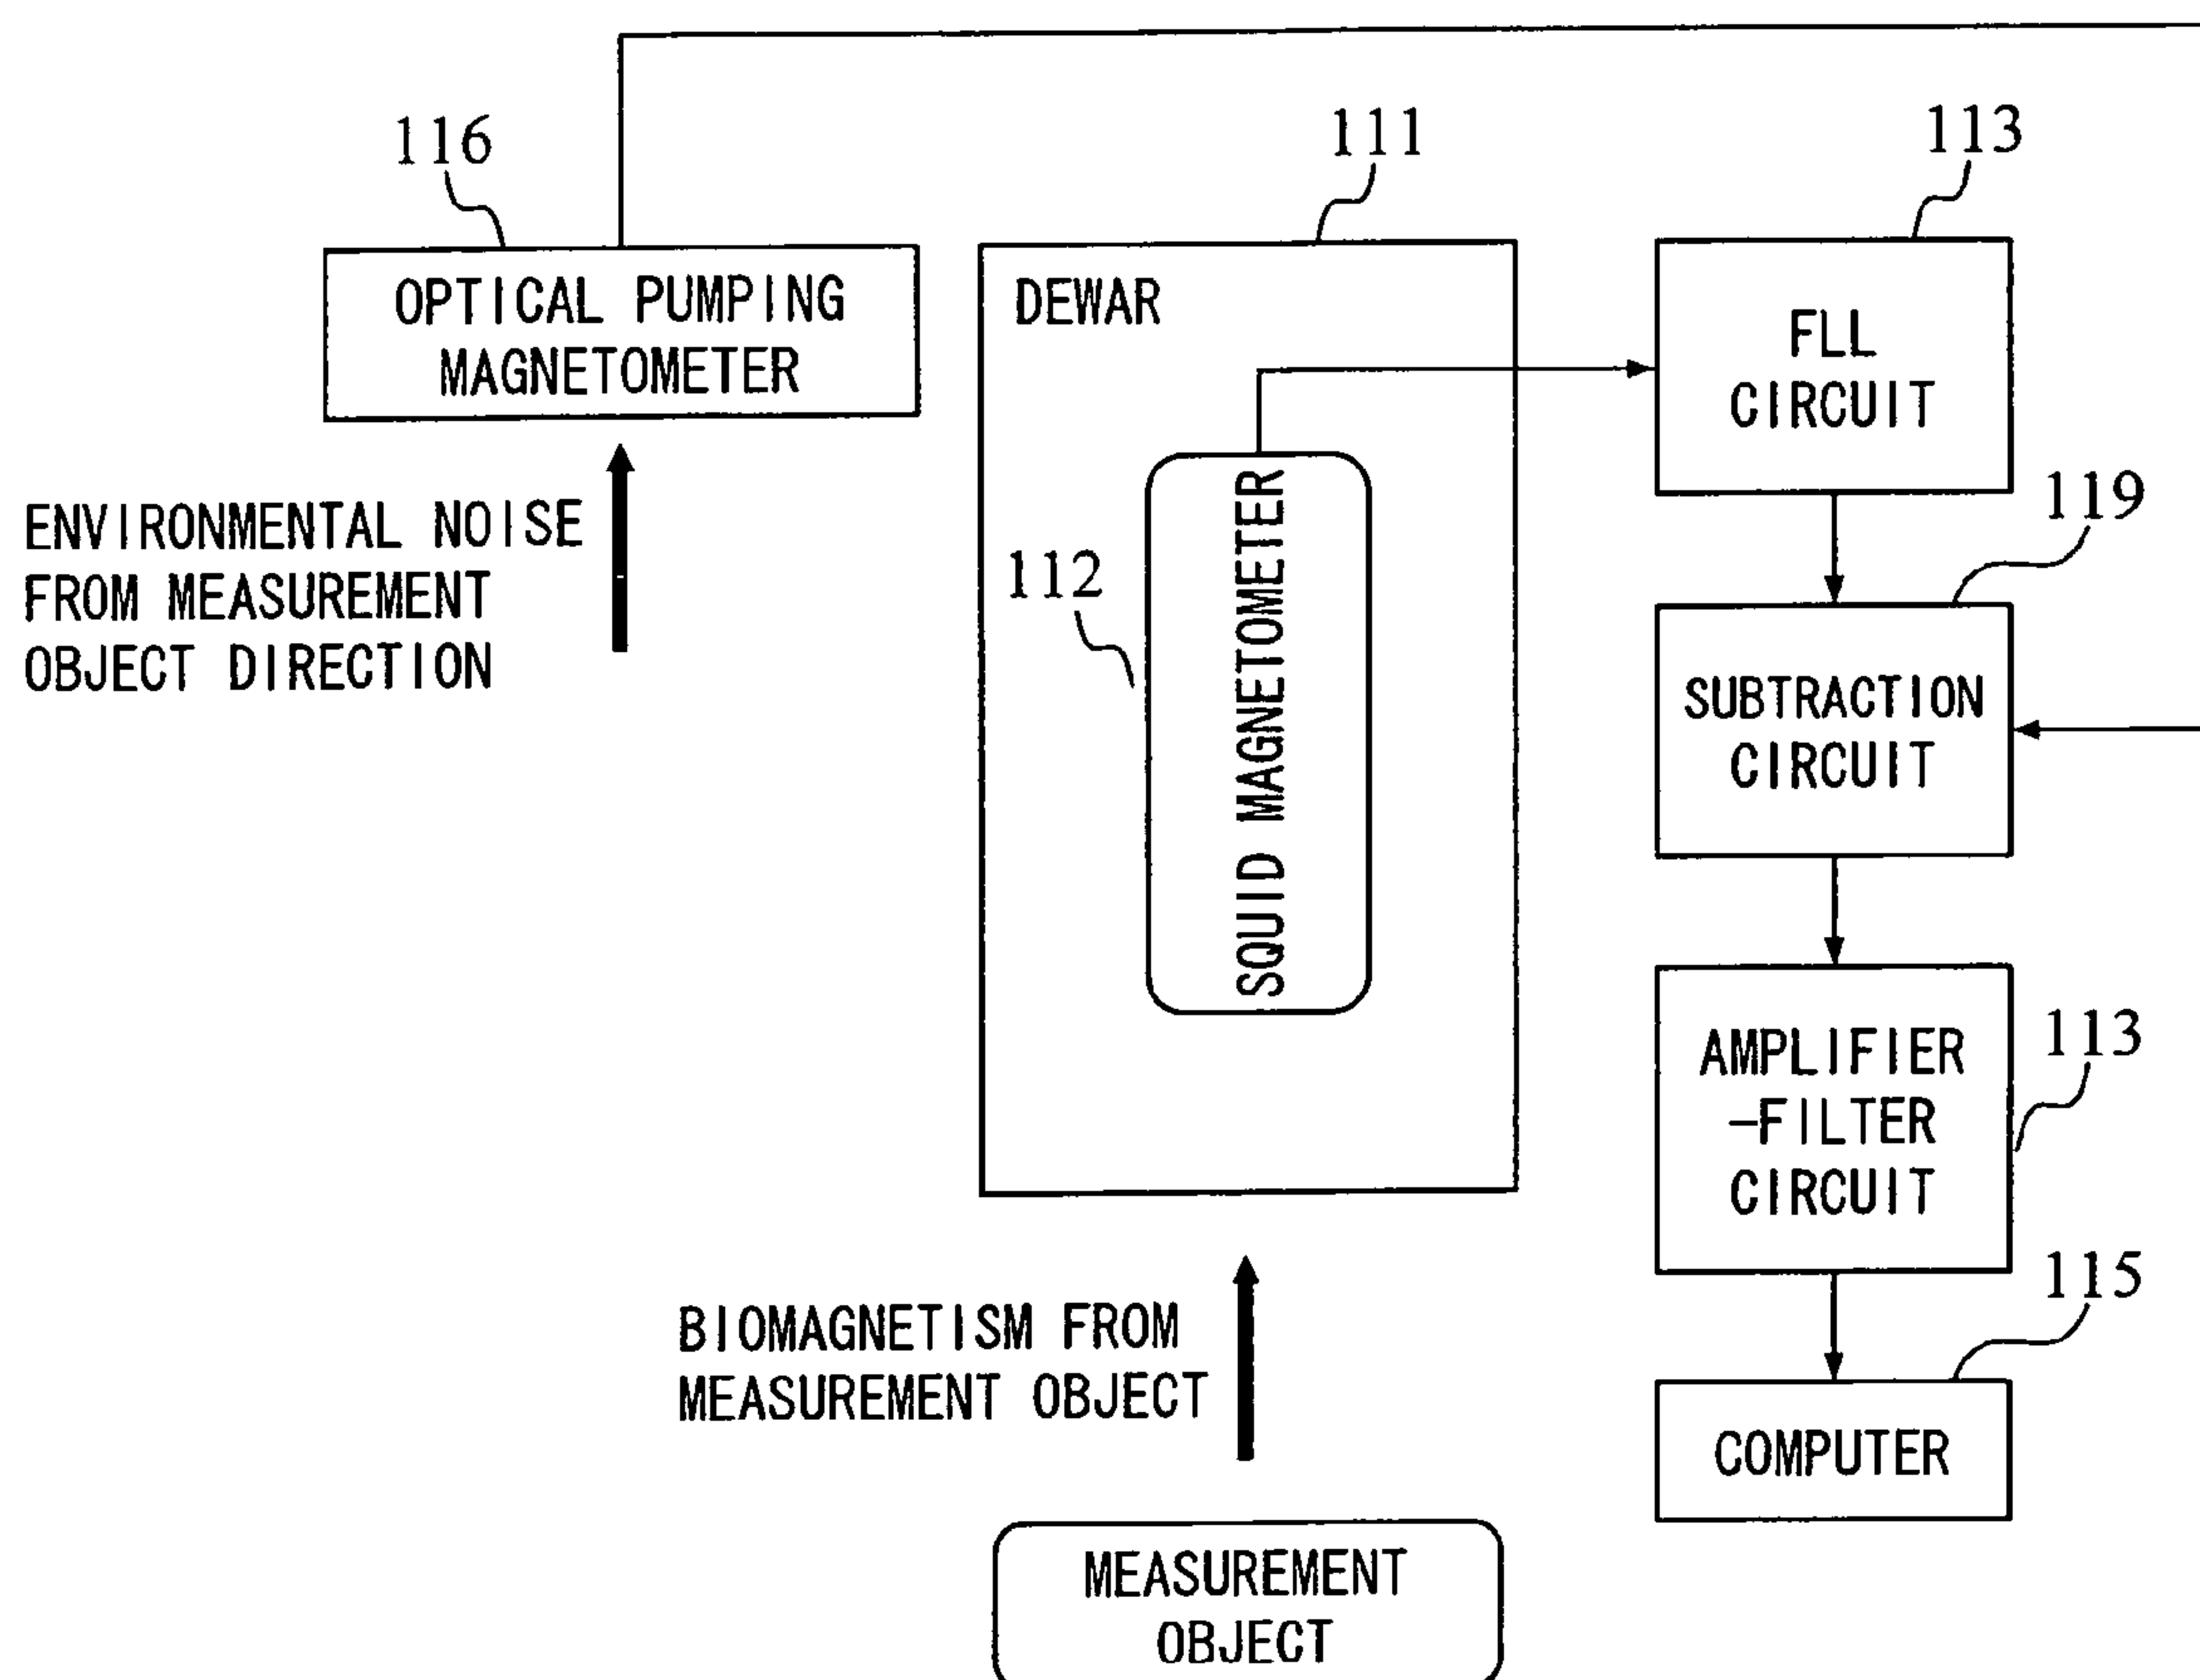 116
111
113
OPTICAL PUMPING
MAGNETOMETER
DEWAR
FLL
CIRCUIT
ENVIRONMENTAL NOISE
FROM MEASUREMENT
OBJECT DIRECTION
112
SQUID MAGNETOMETER
119
SUBTRACTION
CIRCUIT
AMPLIFIER
-FILTER
CIRCUIT
113
BIOMAGNETISM FROM
MEASUREMENT OBJECT
115
COMPUTER
MEASUREMENT
OBJECT